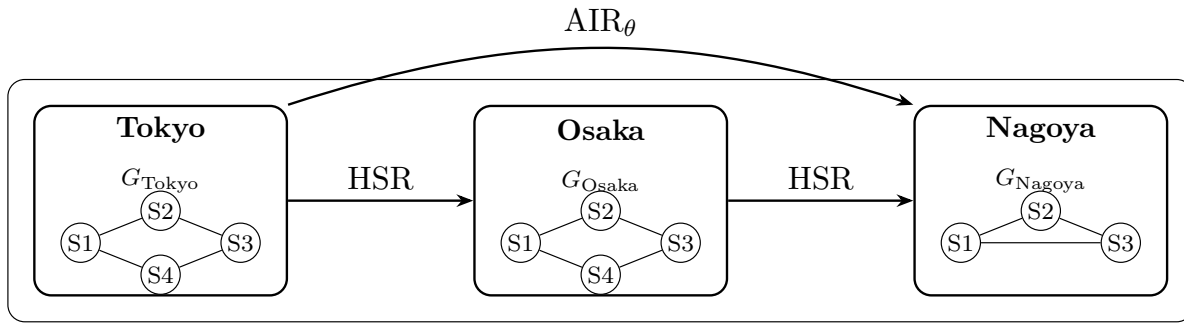 AIR_θ
Tokyo
G_Tokyo
S1
S2
S3
S4
HSR
Osaka
G_Osaka
S1
S2
S3
S4
HSR
Nagoya
G_Nagoya
S1
S2
S3